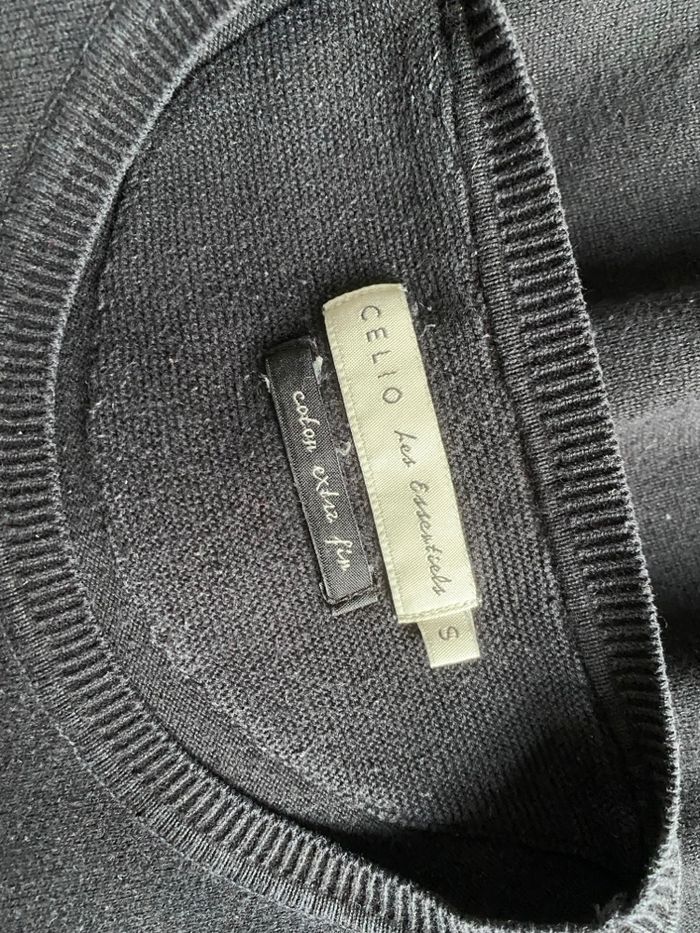 CELIO Les Essentiels
S
coton extra fin